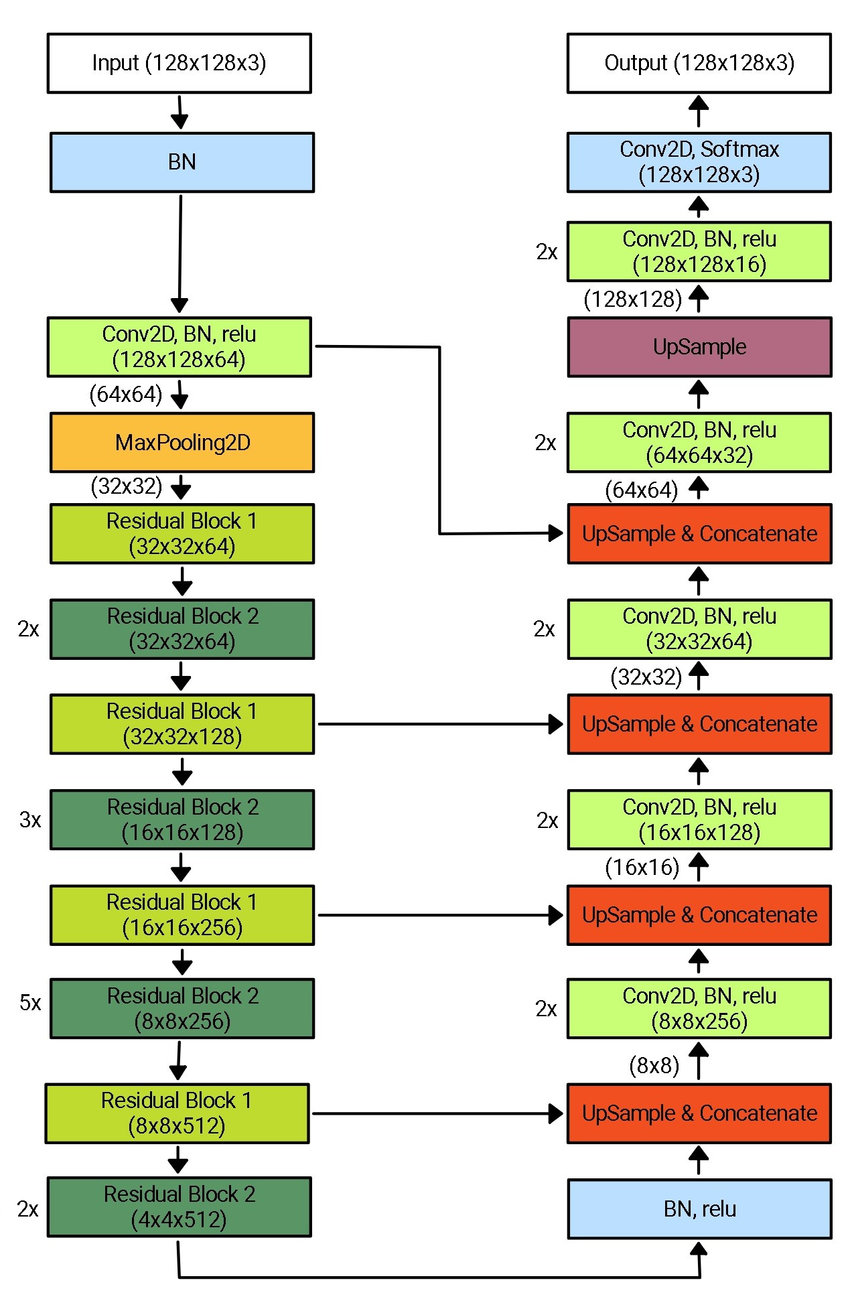 Input (128x128x3)
BN
Conv2D, BN, relu
(128x128x64)
(64x64)
MaxPooling2D
(32x32)
Residual Block 1
(32x32x64)
2x
Residual Block 2
(32x32x64)
Residual Block 1
(32x32x128)
3x
Residual Block 2
(16x16x128)
Residual Block 1
(16x16x256)
5x
Residual Block 2
(8x8x256)
Residual Block 1
(8x8x512)
2x
Residual Block 2
(4x4x512)
Output (128x128x3)
Conv2D, Softmax
(128x128x3)
2x
Conv2D, BN, relu
(128x128x16)
(128x128)
UpSample
2x
Conv2D, BN, relu
(64x64x32)
(64x64)
UpSample & Concatenate
2x
Conv2D, BN, relu
(32x32x64)
(32x32)
UpSample & Concatenate
2x
Conv2D, BN, relu
(16x16x128)
(16x16)
UpSample & Concatenate
2x
Conv2D, BN, relu
(8x8x256)
(8x8)
UpSample & Concatenate
BN, relu